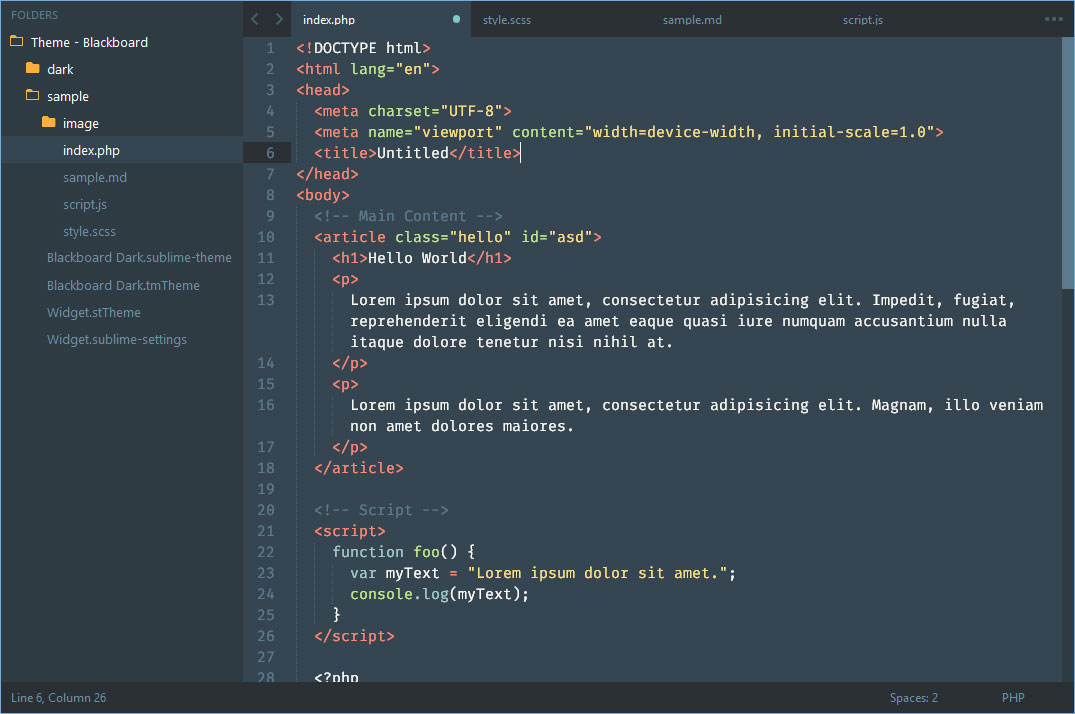 FOLDERS
Theme - Blackboard
dark
sample
image
index.php
sample.md
script.js
style.scss
Blackboard Dark.sublime-theme
Blackboard Dark.tmTheme
Widget.stTheme
Widget.sublime-settings
index.php
style.scss
sample.md
script.js
1 <!DOCTYPE html>
2 <html lang="en">
3 <head>
4 <meta charset="UTF-8">
5 <meta name="viewport" content="width=device-width, initial-scale=1.0">
6 <title>Untitled</title>
7 </head>
8 <body>
9 <!-- Main Content -->
10 <article class="hello" id="asd">
11 <h1>Hello World</h1>
12 <p>
13 Lorem ipsum dolor sit amet, consectetur adipisicing elit. Impedit, fugiat,
reprehenderit eligendi ea amet eaque quasi iure numquam accusantium nulla
itaque dolore tenetur nisi nihil at.
14 </p>
15 <p>
16 Lorem ipsum dolor sit amet, consectetur adipisicing elit. Magnam, illo veniam
non amet dolores maiores.
17 </p>
18 </article>
19
20 <!-- Script -->
21 <script>
22 function foo() {
23 var myText = "Lorem ipsum dolor sit amet.";
24 console.log(myText);
25 }
26 </script>
27
28 <?php
Line 6, Column 26
Spaces: 2
PHP